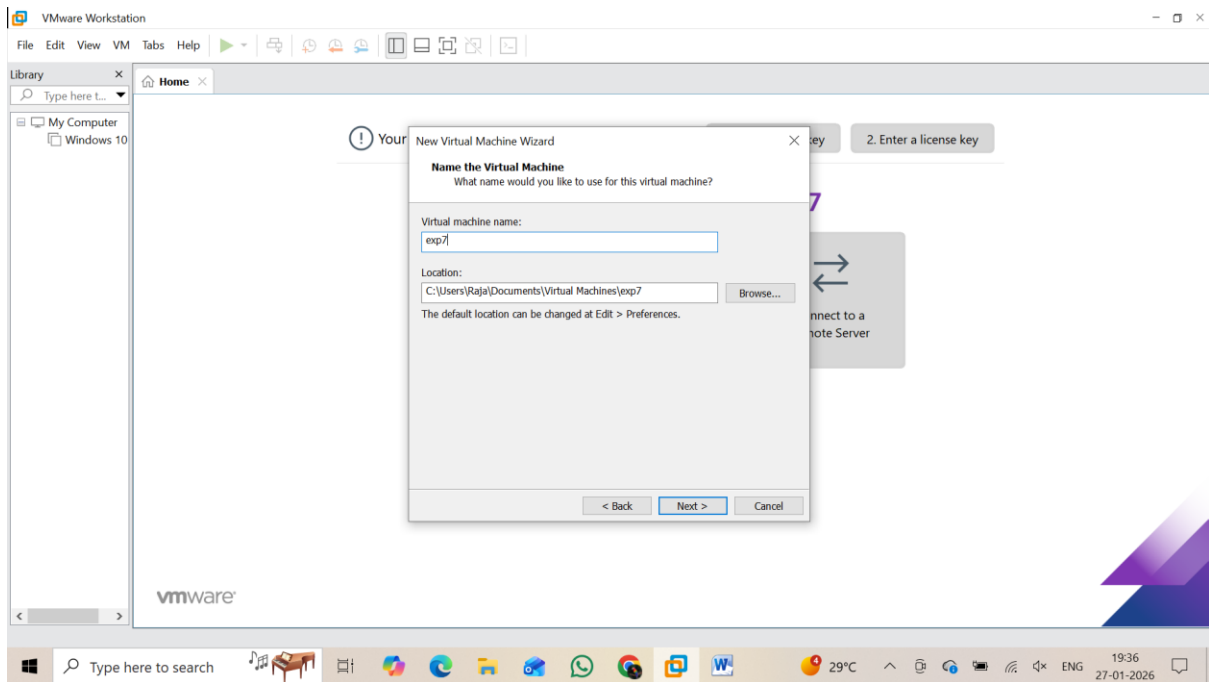 VMware Workstation
File Edit View VM Tabs Help
Library
Type here t...
Home
My Computer
Windows 10
Your
key
2. Enter a license key
New Virtual Machine Wizard
Name the Virtual Machine
What name would you like to use for this virtual machine?
7
Virtual machine name:
exp7
Location:
C:\Users\Raja\Documents\Virtual Machines\exp7
Browse...
The default location can be changed at Edit > Preferences.
nnect to a
note Server
< Back Next > Cancel
vmware
Type here to search
4
29°C
ENG
19:36
27-01-2026